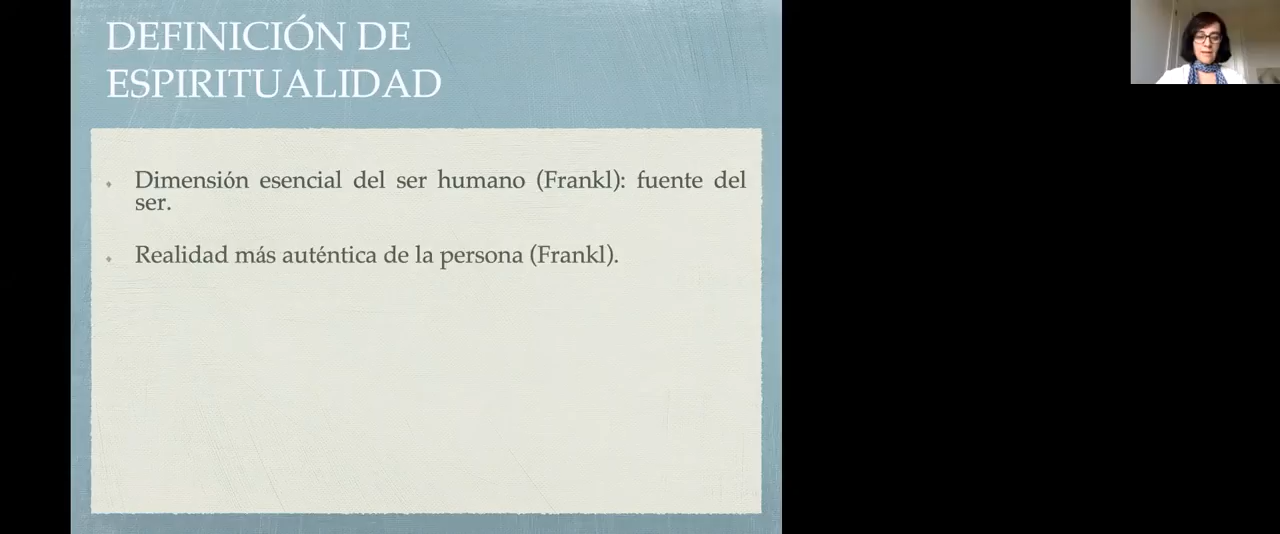 DEFINICIÓN DE
ESPIRITUALIDAD
Dimensión esencial del ser humano (Frankl): fuente del
ser.
Realidad más auténtica de la persona (Frankl).